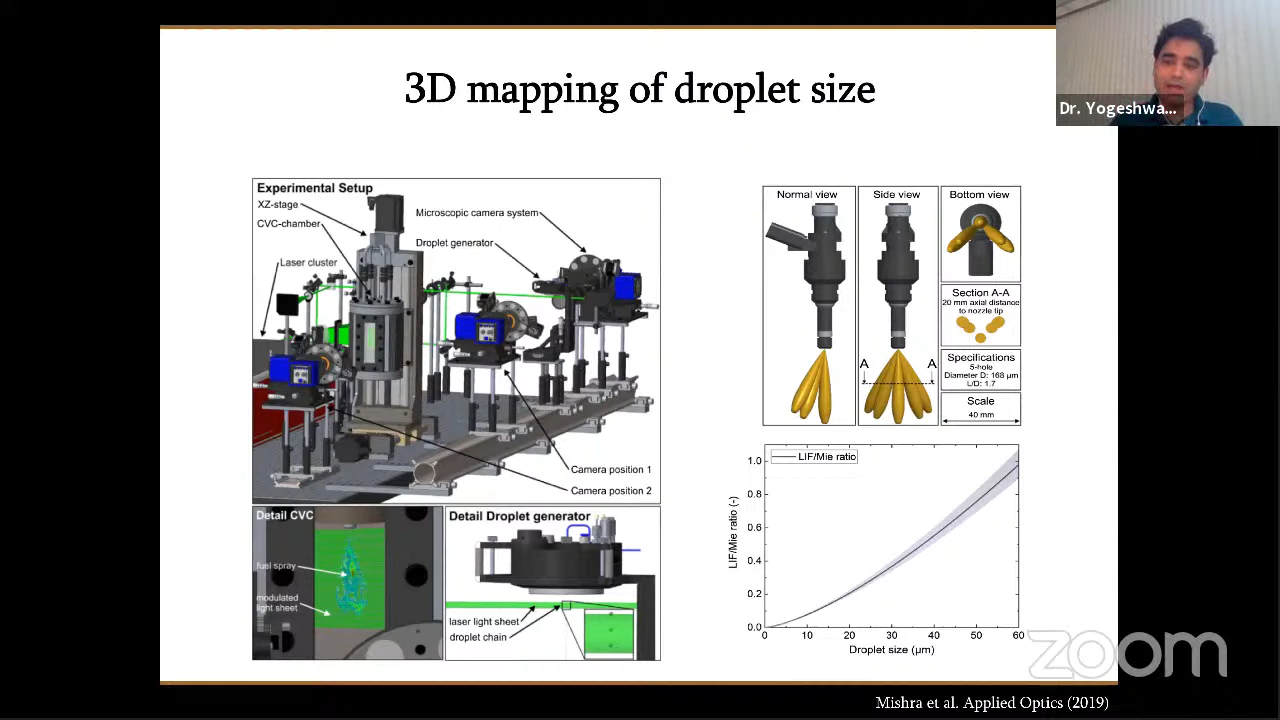 3D mapping of droplet size
Dr. Yogeshwa...
Experimental Setup
XZ-stage
CVC-chamber
Laser cluster
Microscopic camera system
Droplet generator
Camera position 1
Camera position 2
Detail CVC
fuel spray
modulated
light sheet
Detail Droplet generator
laser light sheet
droplet chain
Normal view
Side view
Bottom view
A
A
Section A-A
20 mm axial distance
to nozzle tip
Specifications
5-hole
Diameter D: 168 µm
L/D: 1.7
Scale
40 mm
LIF/Mie ratio
LIF/Mie ratio (-)
1.0
0.8
0.6
0.4
0.2
0.0
0 10 20 30 40 50 60
Droplet size (µm)
zoom
Mishra et al. Applied Optics (2019)